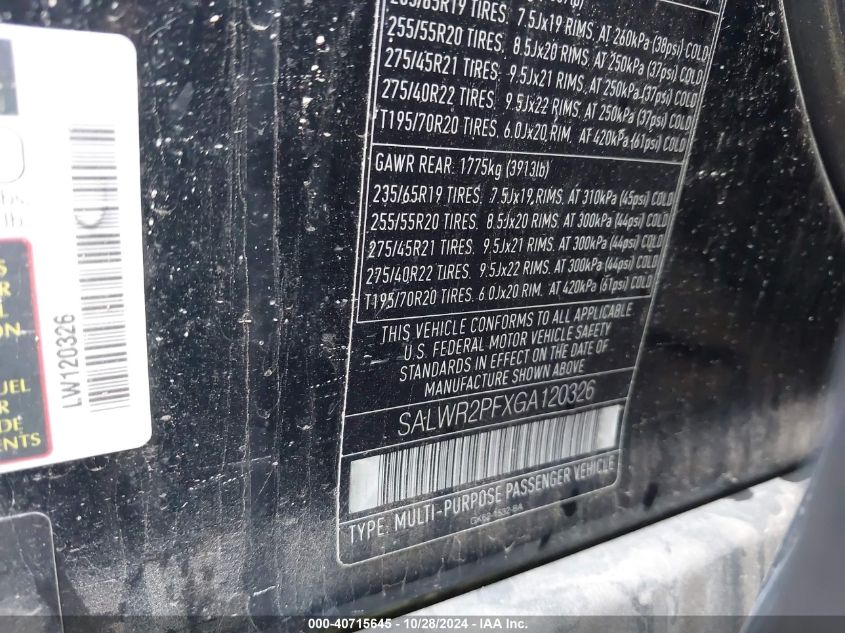 235/65R19 TIRES: 7.5Jx19 RIMS, AT 260kPa (38psi) COLD
255/55R20 TIRES: 8.5Jx20 RIMS, AT 250kPa (37psi) COLD
275/45R21 TIRES: 9.5Jx21 RIMS, AT 250kPa (37psi) COLD
275/40R22 TIRES: 9.5Jx22 RIMS, AT 250kPa (37psi) COLD
T195/70R20 TIRES. 6.0Jx20 RIM. AT 420kPa (61psi) COLD
GAWR REAR: 1775kg (3913lb)
235/65R19 TIRES: 7.5Jx19 RIMS. AT 310kPa (45psi) COLD
255/55R20 TIRES: 8.5Jx20 RIMS. AT 300kPa (44psi) COLD
275/45R21 TIRES: 9.5Jx21 RIMS. AT 300kPa (44psi) COLD
275/40R22 TIRES: 9.5Jx22 RIMS. AT 300kPa (44psi) COLD
T195/70R20 TIRES. 6.0Jx20 RIM. AT 420kPa (61psi) COLD
THIS VEHICLE CONFORMS TO ALL APPLICABLE
U.S. FEDERAL MOTOR VEHICLE SAFETY
STANDARDS IN EFFECT ON THE DATE OF
MANUFACTURE SHOWN ABOVE
SALWR2PFXGA120326
TYPE: MULTI-PURPOSE PASSENGER VEHICLE
LW120326
000-40715645 - 10/28/2024 - IAAI.com